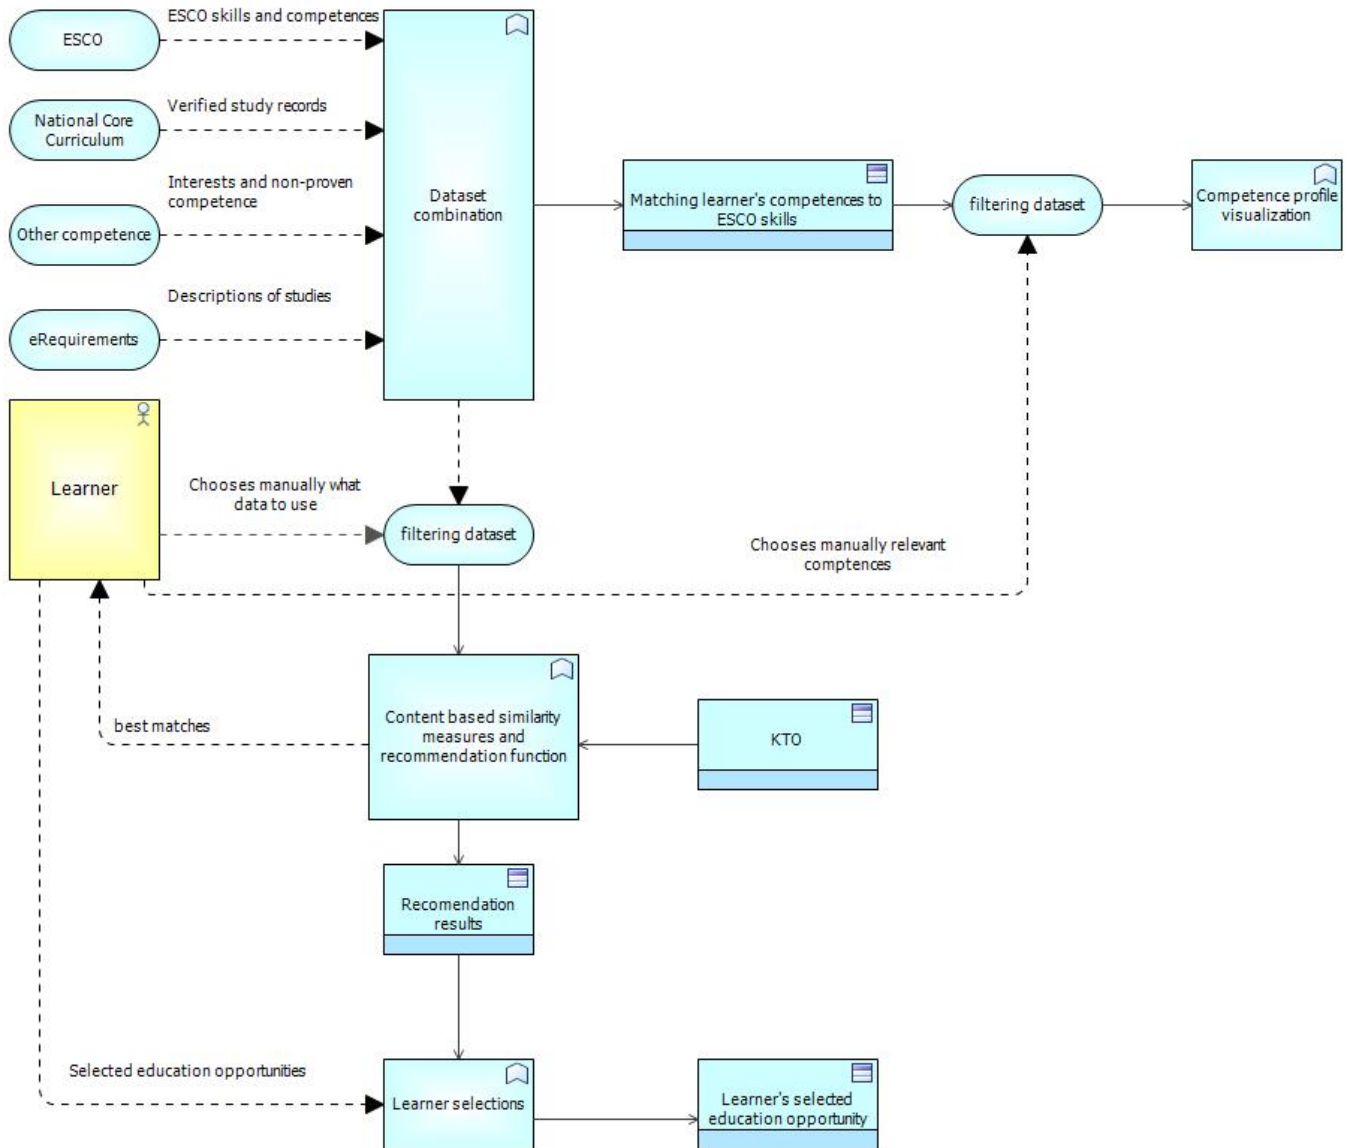 ESCO
ESCO skills and competences
National Core
Curriculum
Verified study records
Other competence
Interests and non-proven
competence
eRequirements
Descriptions of studies
Dataset
combination
Matching learner's competences to
ESCO skills
filtering dataset
Competence profile
visualization
Learner
Chooses manually what
data to use
filtering dataset
Chooses manually relevant
comptences
best matches
Content based similarity
measures and
recommendation function
KTO
Recomendation
results
Selected education opportunities
Learner selections
Learner's selected
education opportunity